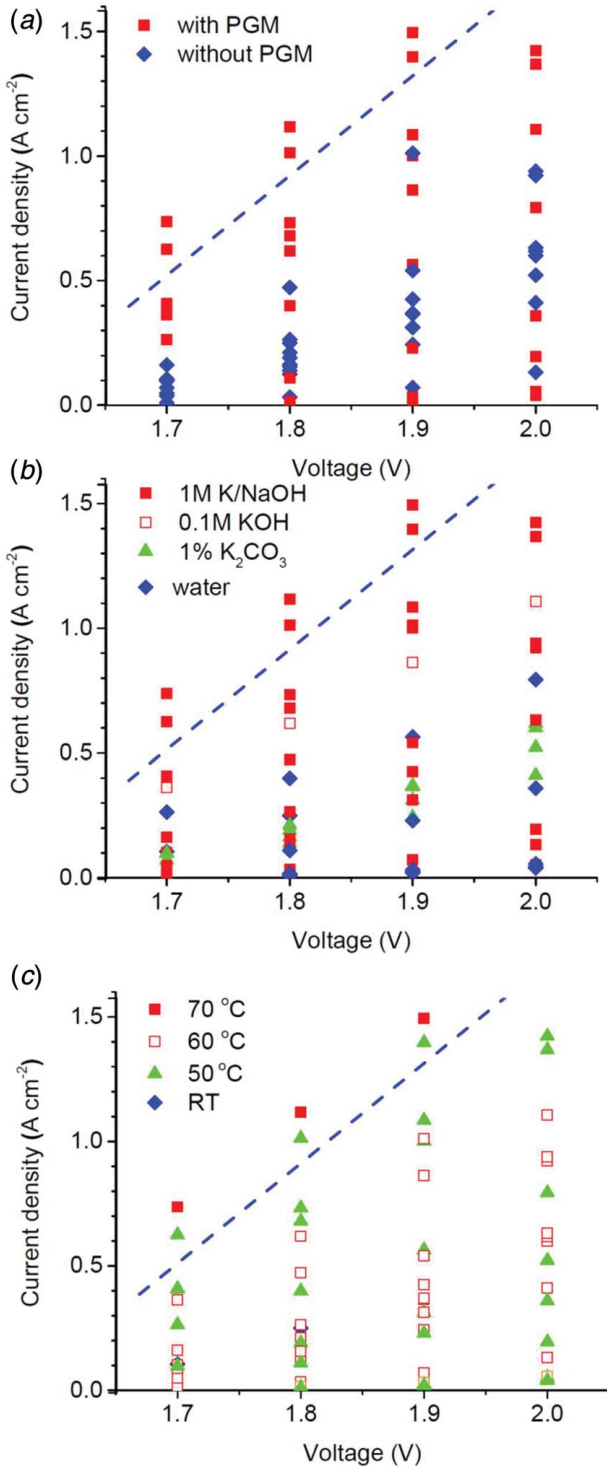 (a)
with PGM
without PGM
Current density (A cm⁻²)
1.5
1.0
0.5
0.0
1.7 1.8 1.9 2.0
Voltage (V)
(b)
1M K/NaOH
0.1M KOH
1% K₂CO₃
water
Current density (A cm⁻²)
1.5
1.0
0.5
0.0
1.7 1.8 1.9 2.0
Voltage (V)
(c)
70 °C
60 °C
50 °C
RT
Current density (A cm⁻²)
1.5
1.0
0.5
0.0
1.7 1.8 1.9 2.0
Voltage (V)